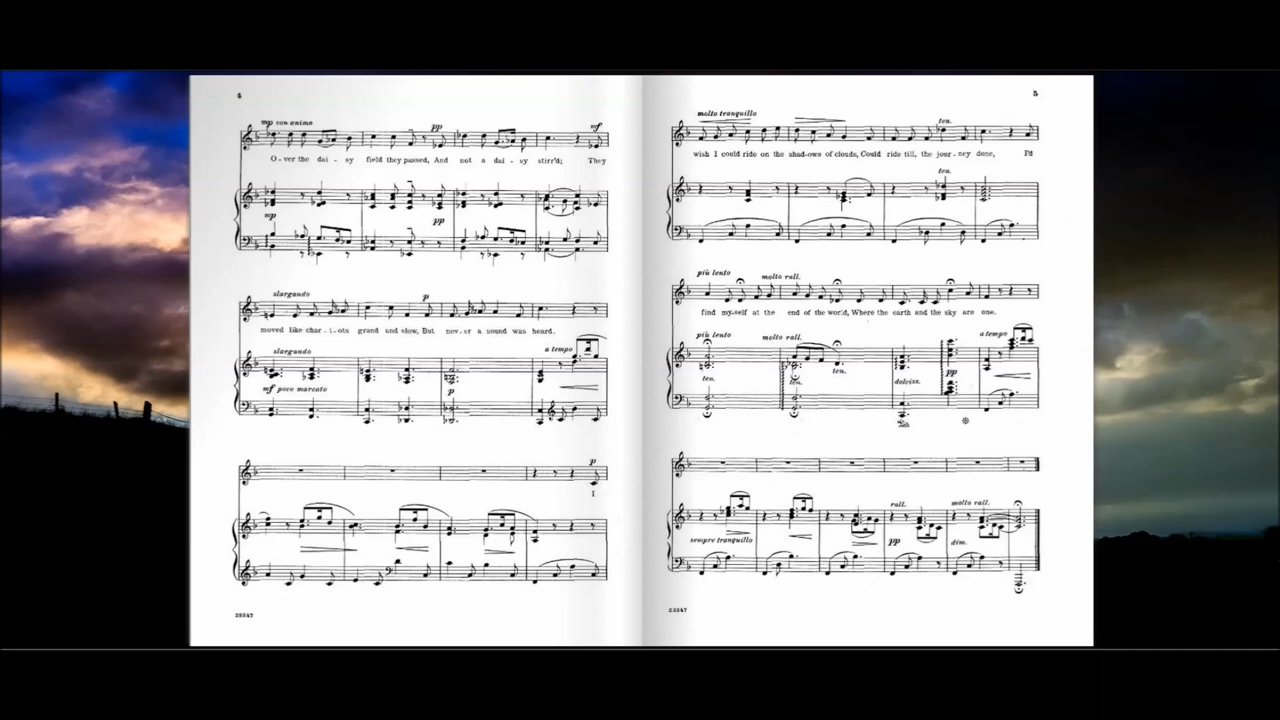 4
mp con anima
pp
mf
O - ver the dai - sy field they passed, And not a dai - sy stirr'd; They
mp
pp
slargando
p
moved like char - i - ots grand and slow, But nev - er a sound was heard.
slargando
a tempo
mf poco marcato
p
p
I
23347
5
molto tranquillo
ten.
wish I could ride on the shad - ows of clouds, Could ride till, the jour - ney done, I'd
ten.
più lento
molto rall.
find my - self at the end of the world, Where the earth and the sky are one.
più lento
molto rall.
a tempo
ten.
ten.
ten.
dolciss.
pp
Ped.
rall.
molto rall.
sempre tranquillo
pp
dim.
23347